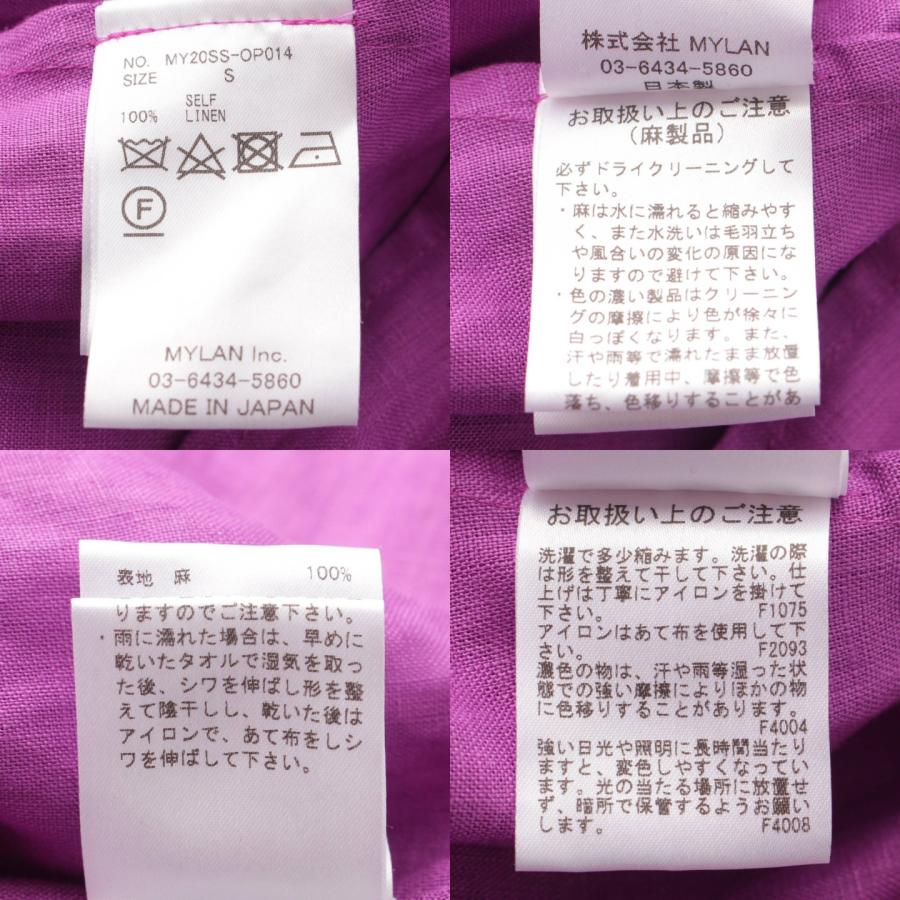 NO. MY20SS-OP014
SIZE S
SELF
100% LINEN
F
MYLAN Inc.
03-6434-5860
MADE IN JAPAN
株式会社 MYLAN
03-6434-5860
日本製
お取扱い上のご注意
(麻製品)
必ずドライクリーニングして
下さい。
・麻は水に濡れると縮みやす
く、また水洗いは毛羽立ち
や風合いの変化の原因にな
りますので避けて下さい。
・色の濃い製品はクリーニン
グの摩擦により色が徐々に
白っぽくなります。また、
汗や雨等で濡れたまま放置
したり着用中、摩擦等で色
落ち、色移りすることがあ
表地 麻 100%
りますのでご注意下さい。
・雨に濡れた場合は、早めに
乾いたタオルで湿気を取っ
た後、シワを伸ばし形を整
えて陰干しし、乾いた後は
アイロンで、あて布をしシ
ワを伸ばして下さい。
お取扱い上のご注意
洗濯で多少縮みます。洗濯の際
は形を整えて干して下さい。仕
上げは丁寧にアイロンを掛けて
下さい。 F1075
アイロンはあて布を使用して下
さい。 F2093
濃色の物は、汗や雨等湿った状
態での強い摩擦によりほかの物
に色移りすることがあります。
F4004
強い日光や照明に長時間当たり
ますと、変色しやすくなってい
ます。光の当たる場所に放置せ
ず、暗所で保管するようお願い
します。 F4008